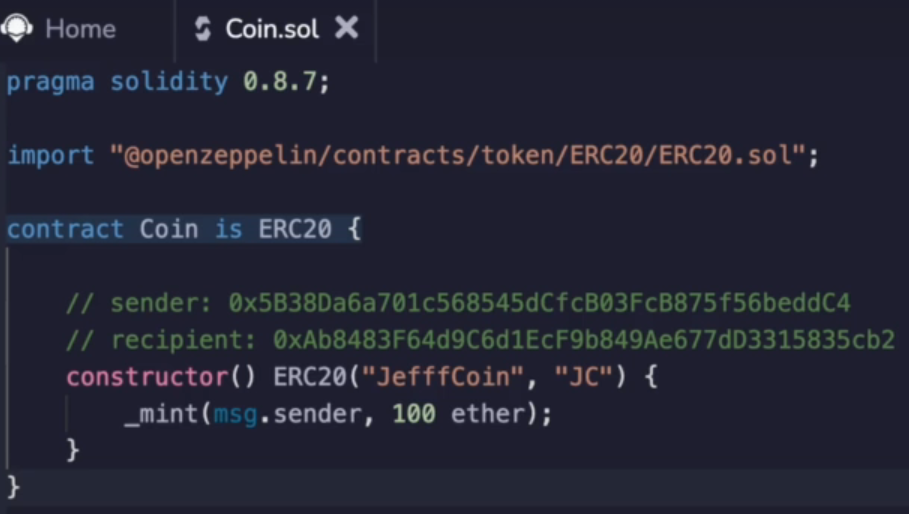 Home Coin.sol
pragma solidity 0.8.7;
import "@openzeppelin/contracts/token/ERC20/ERC20.sol";
contract Coin is ERC20 {
// sender: 0x5B38Da6a701c568545dCfcB03FcB875f56beddC4
// recipient: 0xAb8483F64d9C6d1EcF9b849Ae677dD3315835cb2
constructor() ERC20("JefffCoin", "JC") {
_mint(msg.sender, 100 ether);
}
}